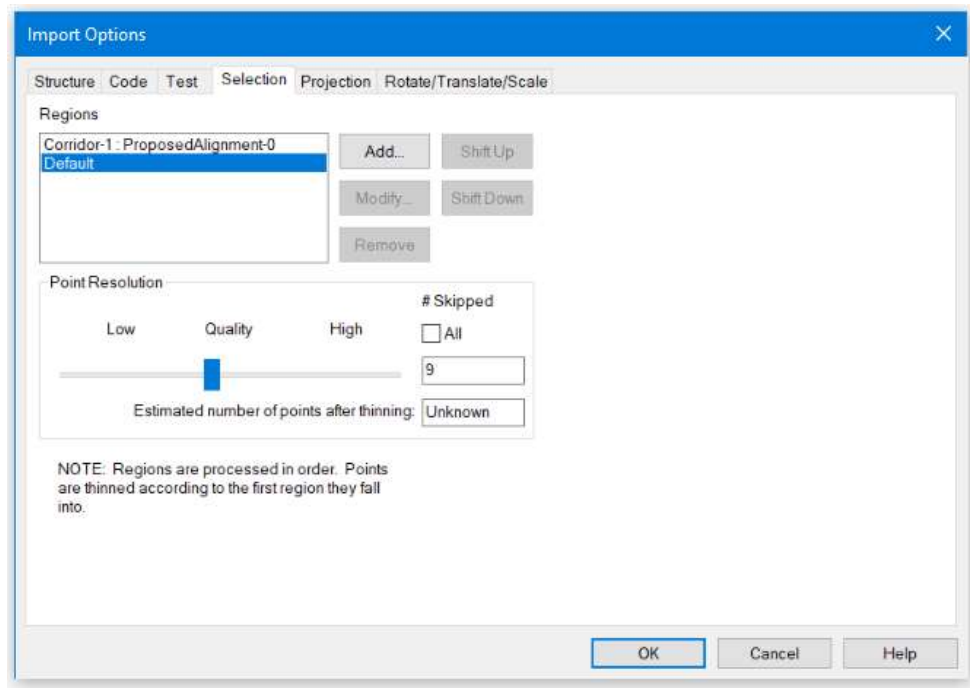 Import Options
Structure Code Test Selection Projection Rotate/Translate/Scale
Regions
Corridor-1 : ProposedAlignment-0
Default
Add... Shift Up
Modify... Shift Down
Remove
Point Resolution
# Skipped
Low Quality High
All
9
Estimated number of points after thinning: Unknown
NOTE: Regions are processed in order. Points
are thinned according to the first region they fall
into.
OK Cancel Help